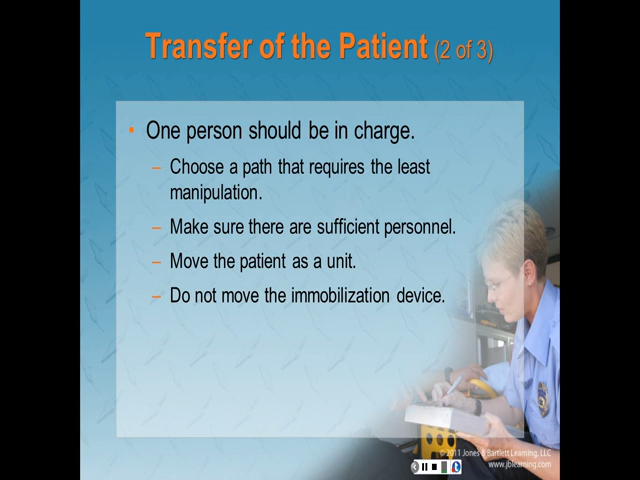 Transfer of the Patient (2 of 3)
• One person should be in charge.
– Choose a path that requires the least
manipulation.
– Make sure there are sufficient personnel.
– Move the patient as a unit.
– Do not move the immobilization device.
© 2011 Jones & Bartlett Learning, LLC
www.jblearning.com